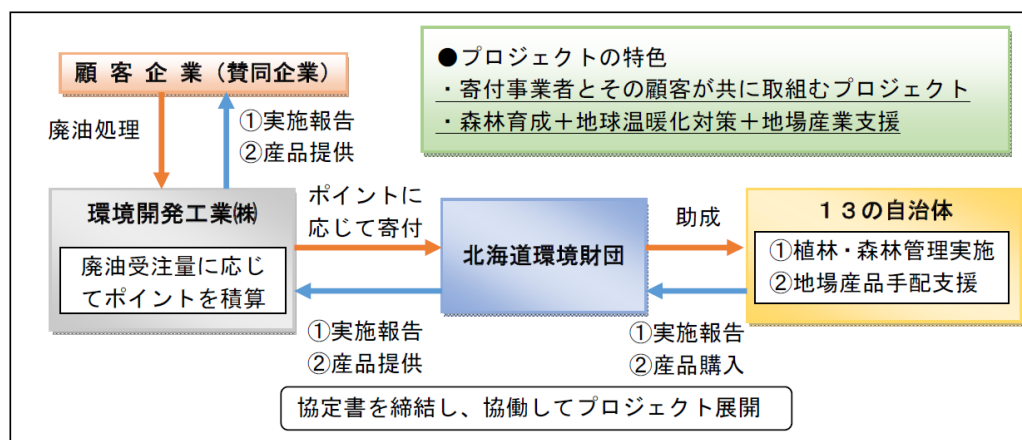 顧客企業（賛同企業）
●プロジェクトの特色
・寄付事業者とその顧客が共に取組むプロジェクト
・森林育成＋地球温暖化対策＋地場産業支援
廃油処理
①実施報告
②産品提供
環境開発工業㈱
廃油受注量に応じ
てポイントを積算
ポイントに
応じて寄付
北海道環境財団
助成
１３の自治体
①植林・森林管理実施
②地場産品手配支援
①実施報告
②産品提供
①実施報告
②産品購入
協定書を締結し、協働してプロジェクト展開